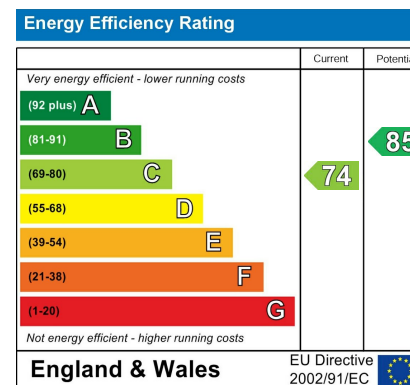 Energy Efficiency Rating
Current Potentia
Very energy efficient - lower running costs
(92 plus) A
(81-91) B
85
(69-80) C
74
(55-68) D
(39-54) E
(21-38) F
(1-20) G
Not energy efficient - higher running costs
England & Wales
EU Directive
2002/91/EC